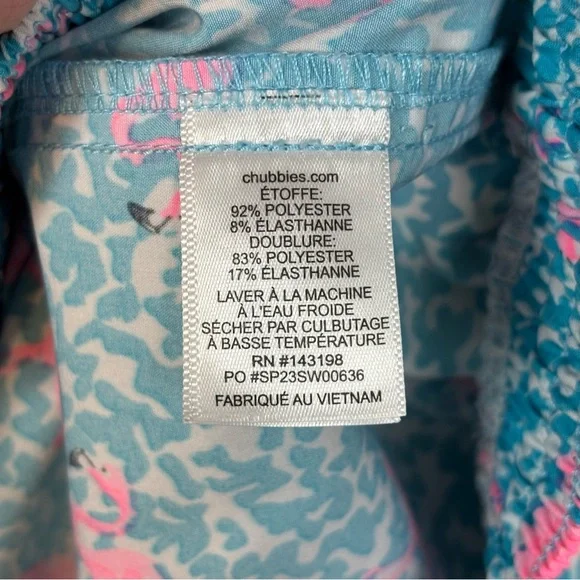 chubbies.com
ÉTOFFE:
92% POLYESTER
8% ÉLASTHANNE
DOUBLURE:
83% POLYESTER
17% ÉLASTHANNE
LAVER À LA MACHINE
À L'EAU FROIDE
SÉCHER PAR CULBUTAGE
À BASSE TEMPÉRATURE
RN #143198
PO #SP23SW00636
FABRIQUÉ AU VIETNAM